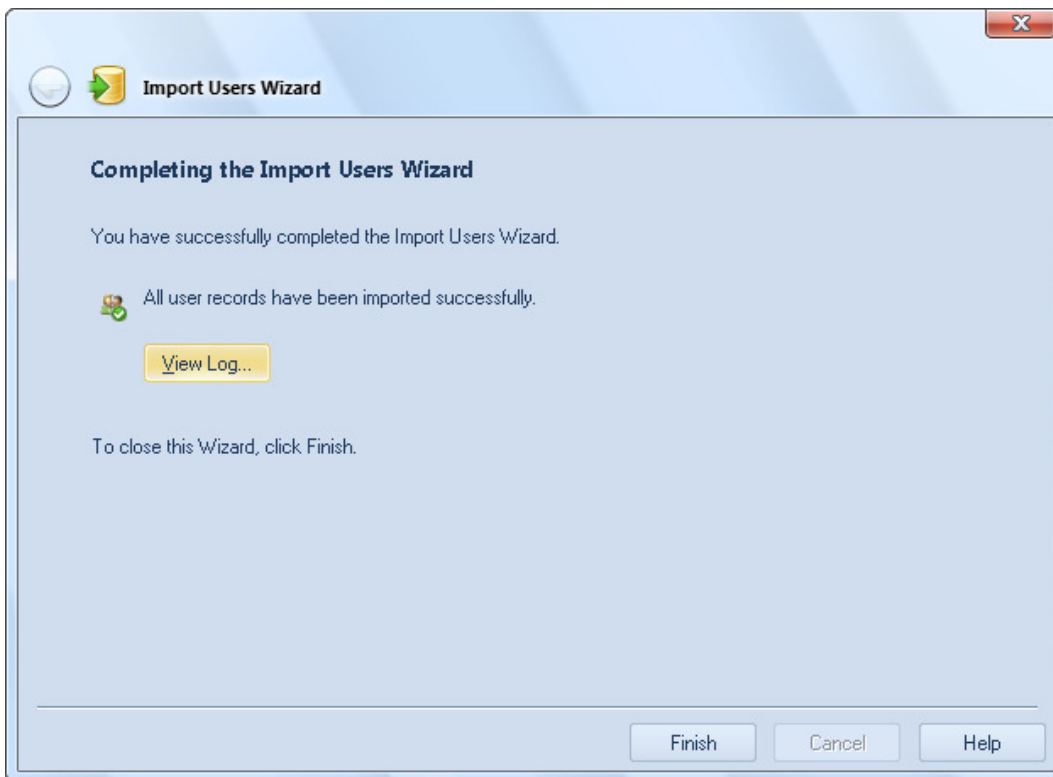 Import Users Wizard
Completing the Import Users Wizard
You have successfully completed the Import Users Wizard.
All user records have been imported successfully.
View Log...
To close this Wizard, click Finish.
Finish Cancel Help